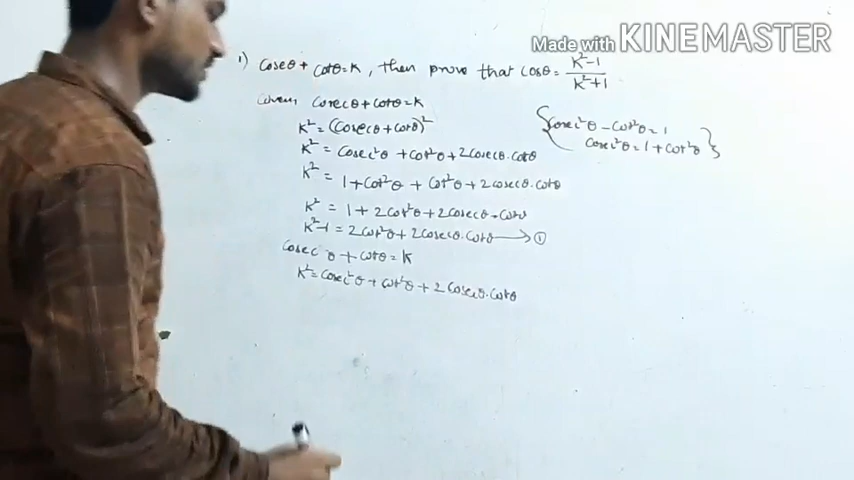 Made with KINEMASTER
1) Cosecθ + Cotθ = K, then prove that Cosθ = K²-1 / K²+1
Given Cosecθ + Cotθ = K
K² = (Cosecθ + Cotθ)²
{Cosec²θ - Cot²θ = 1
Cosec²θ = 1 + Cot²θ}
K² = Cosec²θ + Cot²θ + 2Cosecθ.Cotθ
K² = 1 + Cot²θ + Cot²θ + 2Cosecθ.Cotθ
K² = 1 + 2Cot²θ + 2Cosecθ.Cotθ
K²-1 = 2Cot²θ + 2Cosecθ.Cotθ → ①
Cosecθ + Cotθ = K
K² = Cosec²θ + Cot²θ + 2Cosecθ.Cotθ